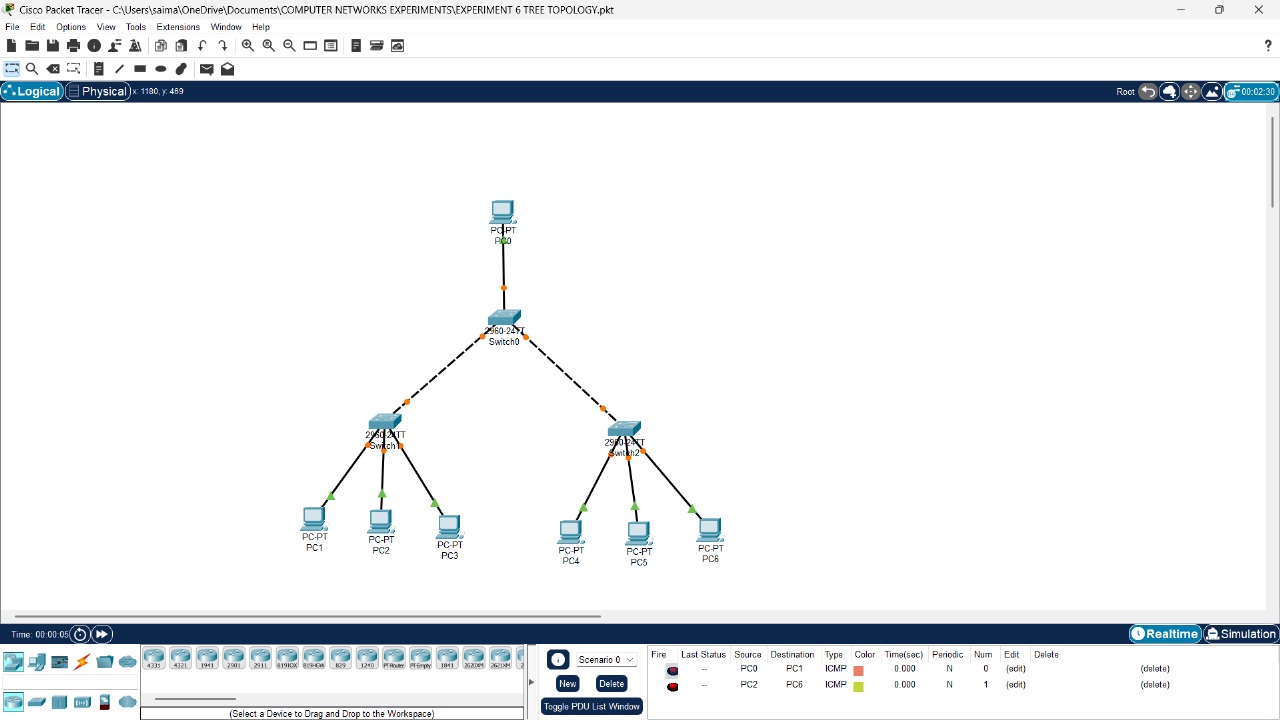 Cisco Packet Tracer - C:\Users\saima\OneDrive\Documents\COMPUTER NETWORKS EXPERIMENTS\EXPERIMENT 6 TREE TOPOLOGY.pkt
File Edit Options View Tools Extensions Window Help
?
Logical Physical x: 1180, y: 469 Root 00:02:30
PC-PT
PC0
2960-24TT
Switch0
2960-24TT
Switch1
2960-24TT
Switch2
PC-PT
PC1
PC-PT
PC2
PC-PT
PC3
PC-PT
PC4
PC-PT
PC5
PC-PT
PC6
Time: 00:00:05 Realtime Simulation
4331 4321 1941 2901 2911 819HGW 829 1240 PT-Router PT-Empty 1841 2620XM 2621XM
(Select a Device to Drag and Drop to the Workspace)
Scenario 0
New Delete
Toggle PDU List Window
Fire Last Status Source Destination Type Color Time(sec) Periodic Num Edit Delete
-- PC0 PC1 ICMP 0.000 N 0 (edit) (delete)
-- PC2 PC6 ICMP 0.000 N 1 (edit) (delete)